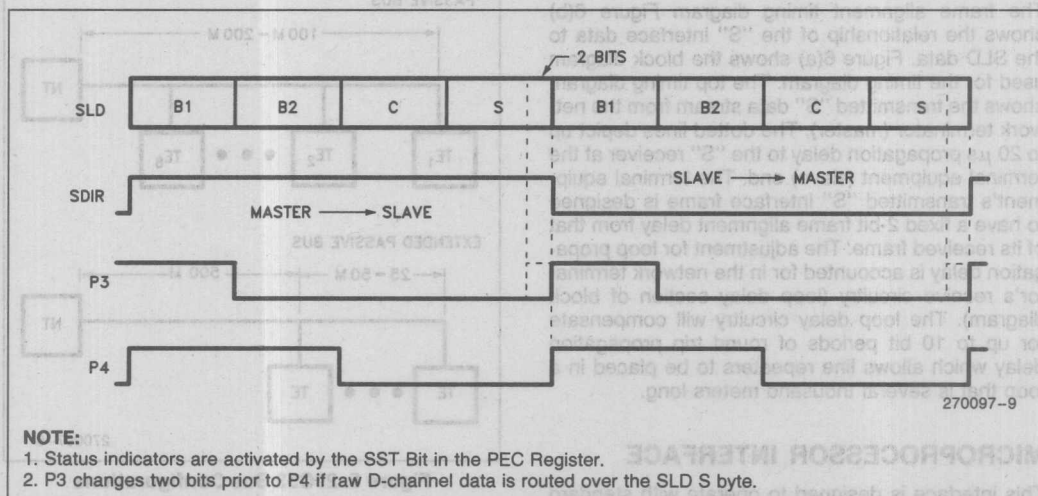 2 BITS
SLD B1 B2 C S B1 B2 C S
SDIR
MASTER → SLAVE
SLAVE → MASTER
P3
P4
270097-9
NOTE:
1. Status indicators are activated by the SST Bit in the PEC Register.
2. P3 changes two bits prior to P4 if raw D-channel data is routed over the SLD S byte.